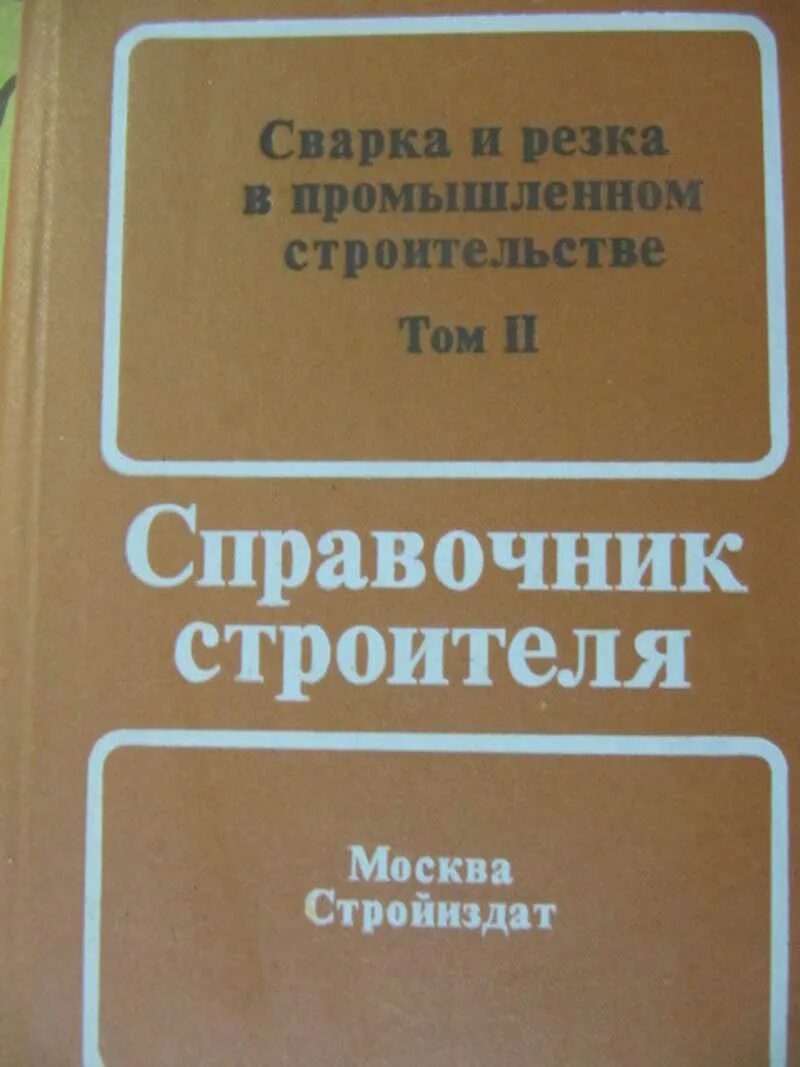 Сварка и резка
в промышленном
строительстве
Том II
Справочник
строителя
Москва
Стройиздат